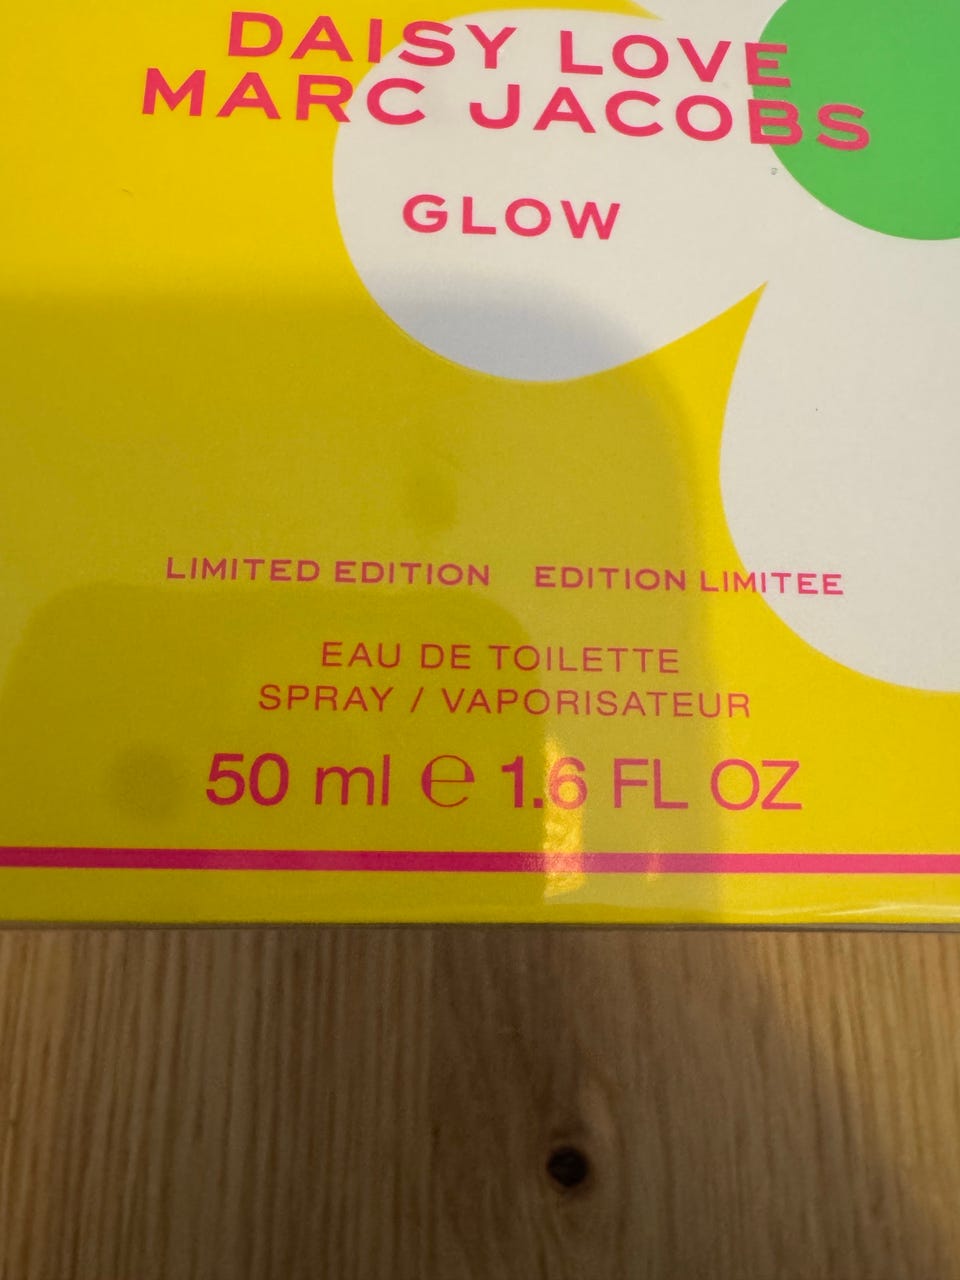 DAISY LOVE
MARC JACOBS
GLOW
LIMITED EDITION EDITION LIMITEE
EAU DE TOILETTE
SPRAY / VAPORISATEUR
50 ml ℮ 1.6 FL OZ